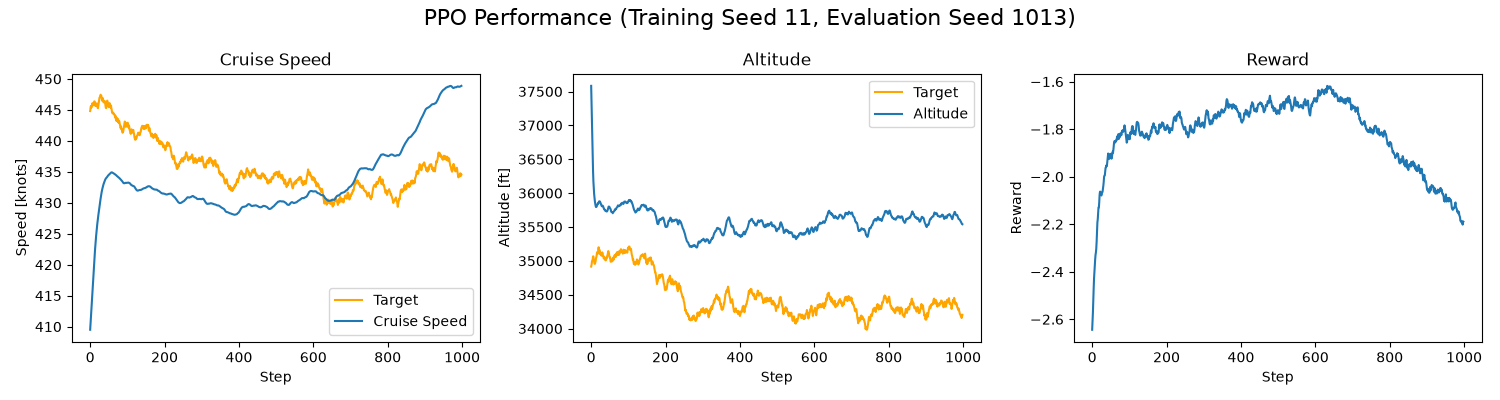 PPO Performance (Training Seed 11, Evaluation Seed 1013)
Cruise Speed
Speed [knots]
450
445
440
435
430
425
420
415
410
Target
Cruise Speed
0 200 400 600 800 1000
Step
Altitude
Altitude [ft]
37500
37000
36500
36000
35500
35000
34500
34000
Target
Altitude
0 200 400 600 800 1000
Step
Reward
Reward
−1.6
−1.8
−2.0
−2.2
−2.4
−2.6
0 200 400 600 800 1000
Step